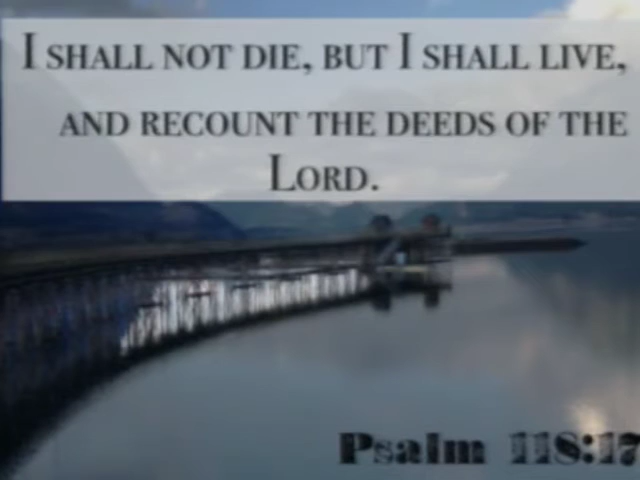 I shall not die, but I shall live,
and recount the deeds of the
Lord.
Psalm 118:17